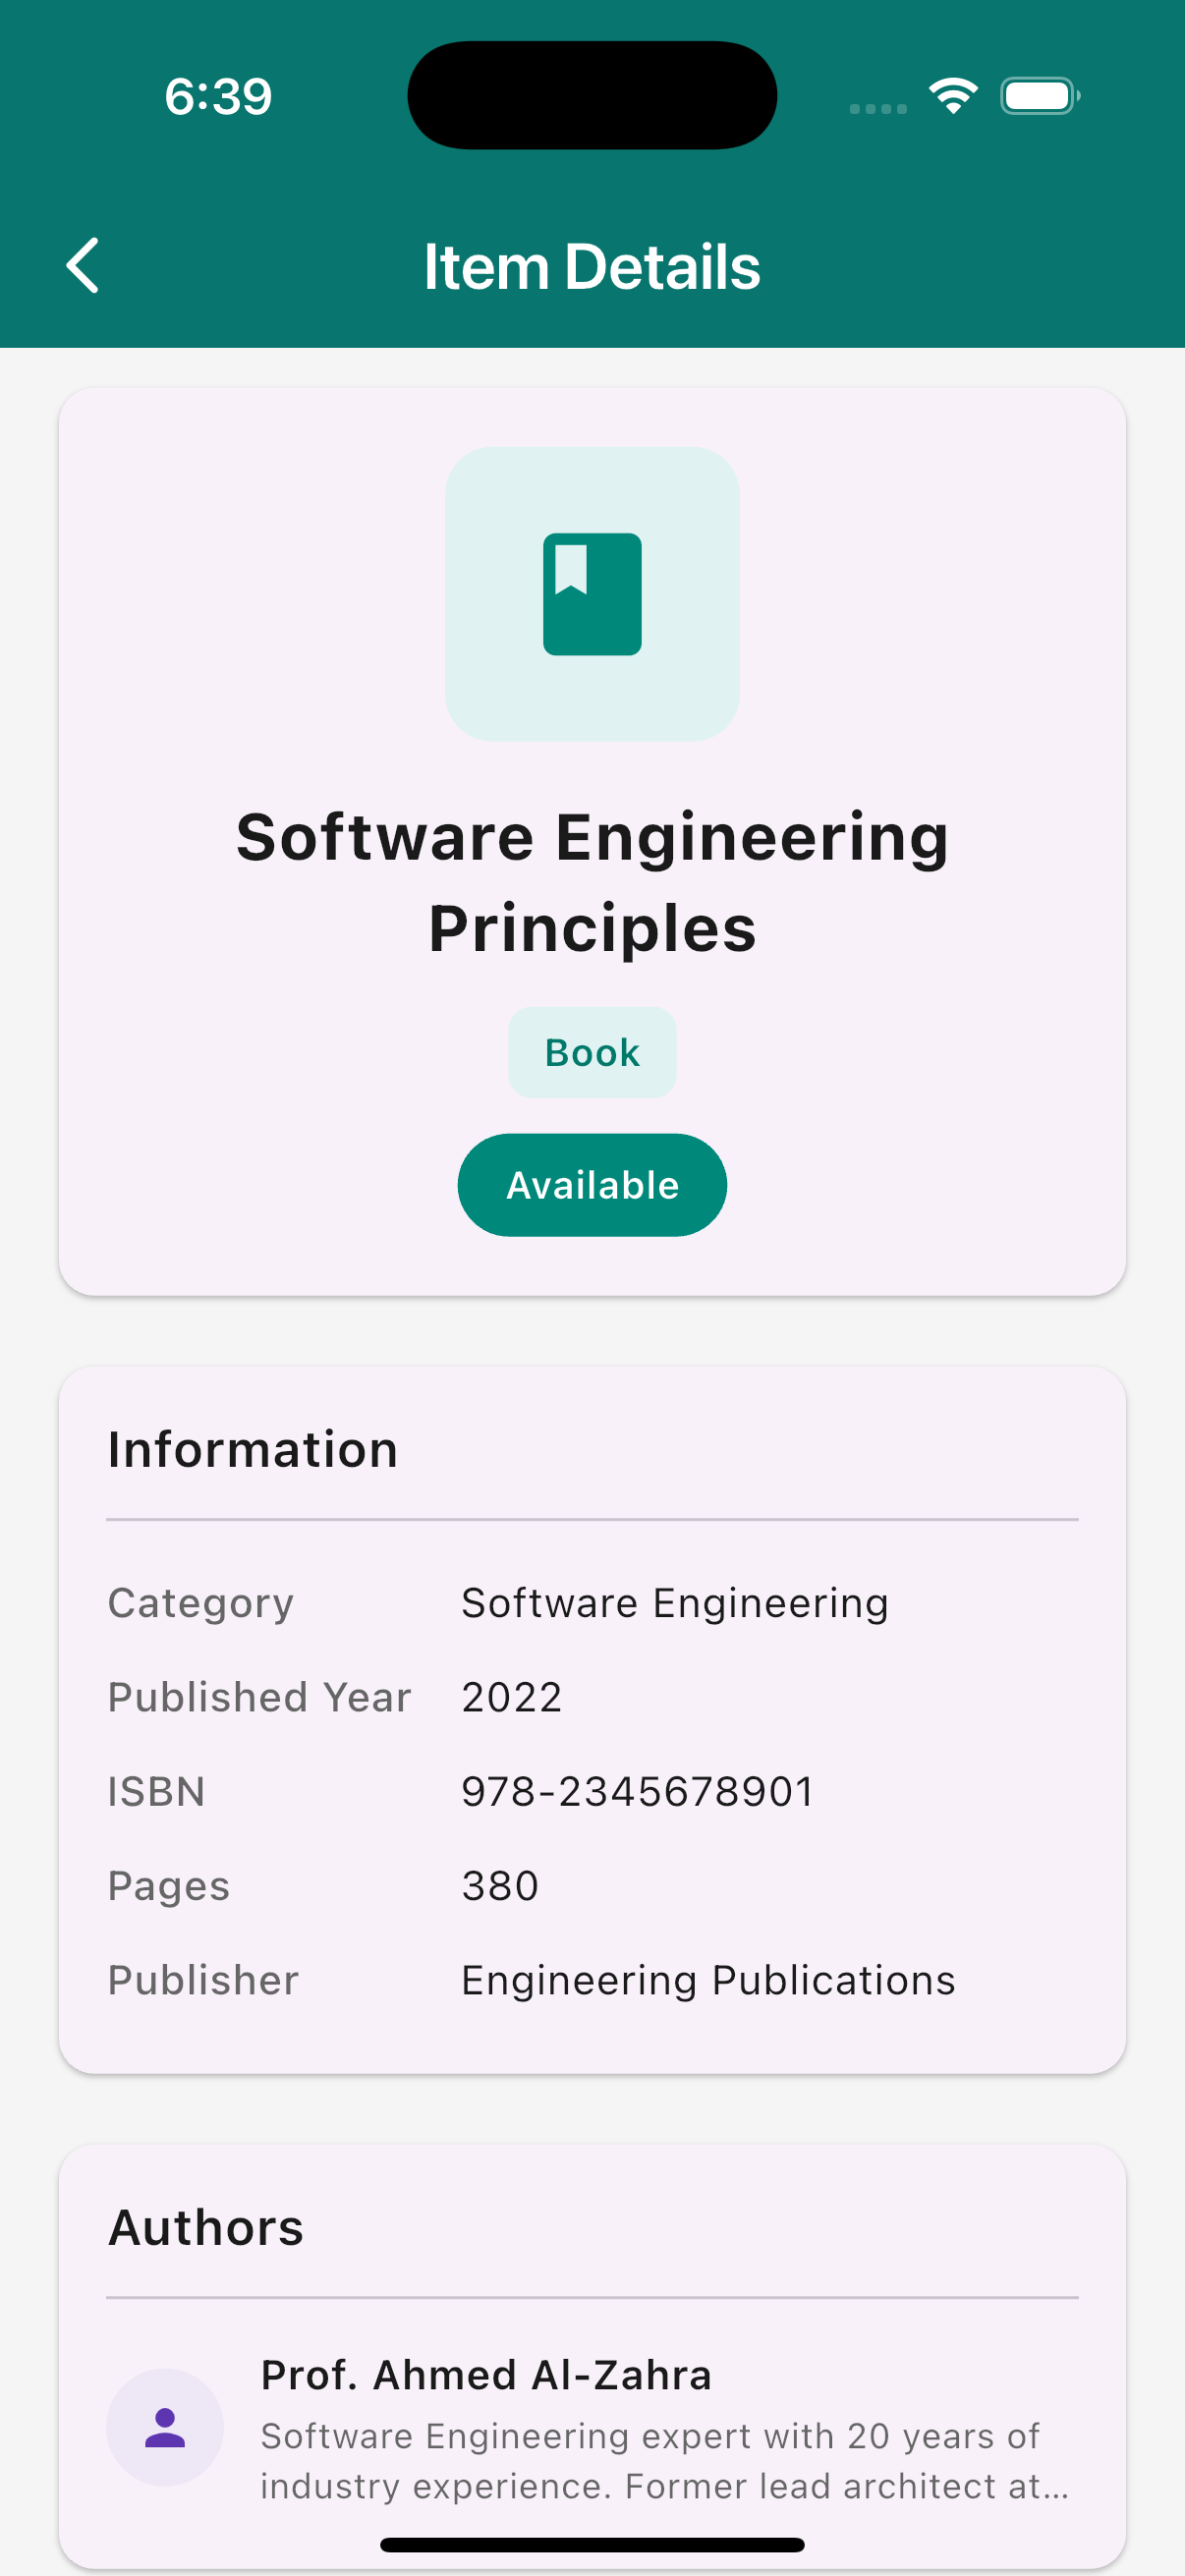 6:39
Item Details
Software Engineering
Principles
Book
Available
Information
Category Software Engineering
Published Year 2022
ISBN 978-2345678901
Pages 380
Publisher Engineering Publications
Authors
Prof. Ahmed Al-Zahra
Software Engineering expert with 20 years of
industry experience. Former lead architect at...